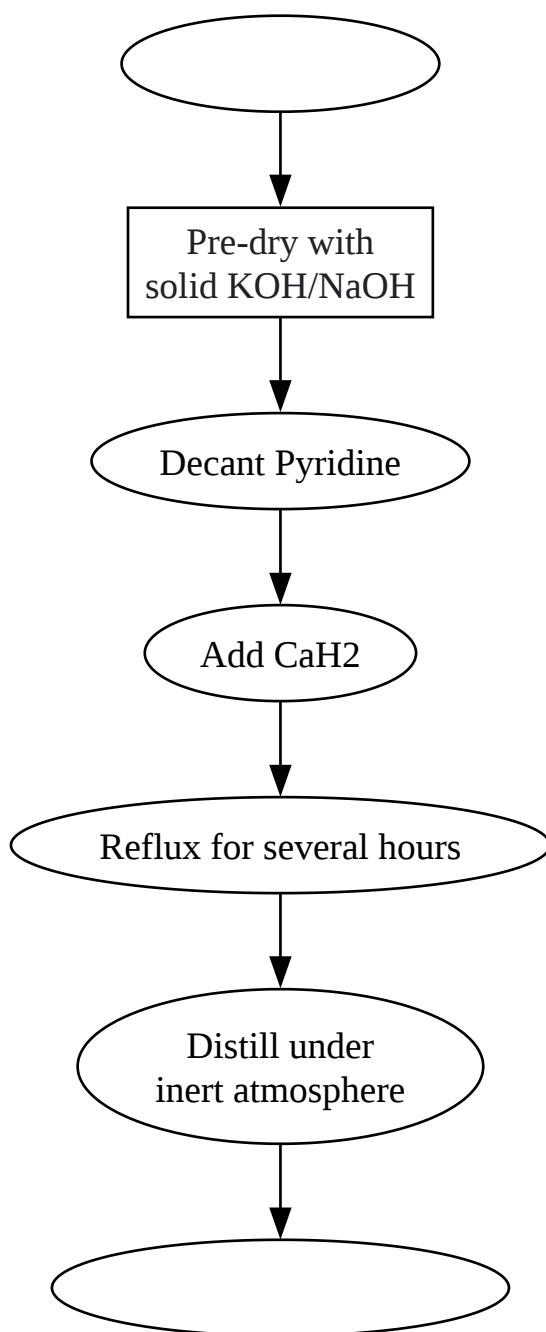 Pre-dry with
solid KOH/NaOH
Decant Pyridine
Add CaH2
Reflux for several hours
Distill under
inert atmosphere